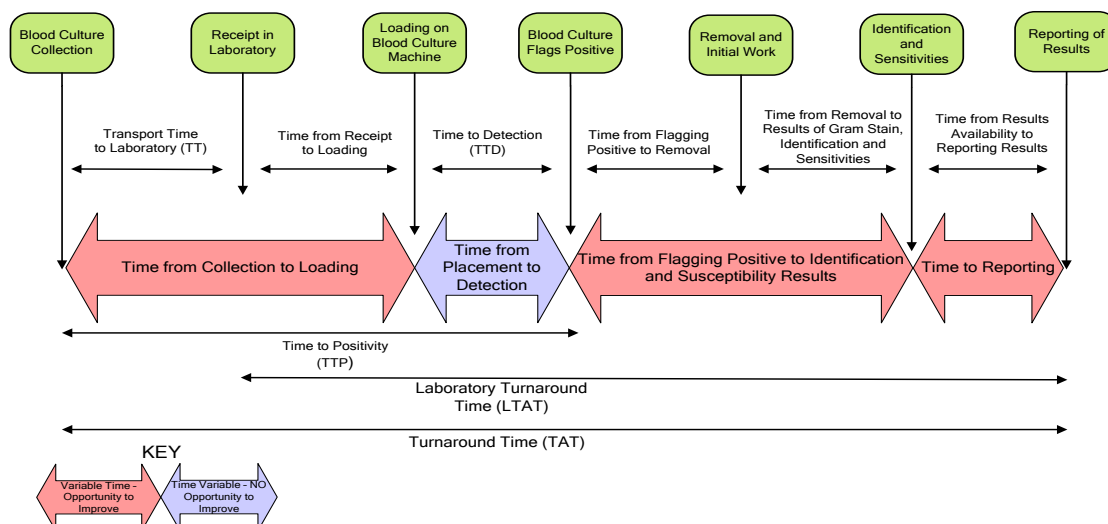 Blood Culture
Collection
Receipt in
Laboratory
Loading on
Blood Culture
Machine
Blood Culture
Flags Positive
Removal and
Initial Work
Identification
and
Sensitivities
Reporting of
Results
Transport Time
to Laboratory (TT)
Time from Receipt
to Loading
Time to Detection
(TTD)
Time from Flagging
Positive to Removal
Time from Removal to
Results of Gram Stain,
Identification and
Sensitivities
Time from Results
Availability to
Reporting Results
Time from Collection to Loading
Time from
Placement to
Detection
Time from Flagging Positive to Identification
and Susceptibility Results
Time to Reporting
Time to Positivity
(TTP)
Laboratory Turnaround
Time (LTAT)
Turnaround Time (TAT)
KEY
Variable Time -
Opportunity to
Improve
Time Variable - NO
Opportunity to
Improve